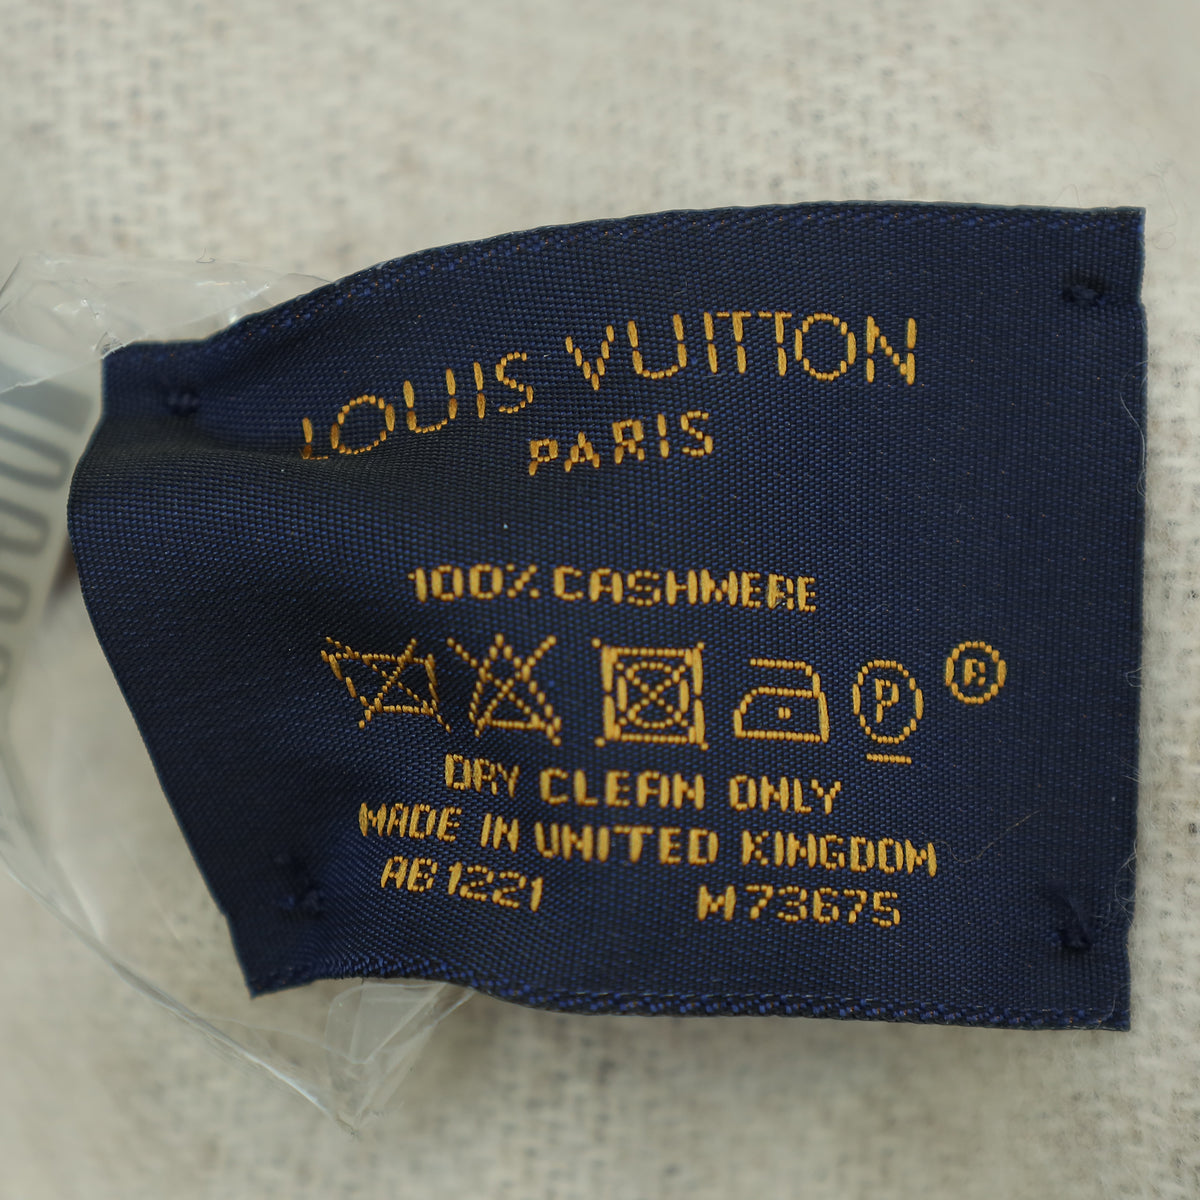 LOUIS VUITTON
PARIS
100% CASHMERE
P ®
DRY CLEAN ONLY
MADE IN UNITED KINGDOM
AB1221 M73675